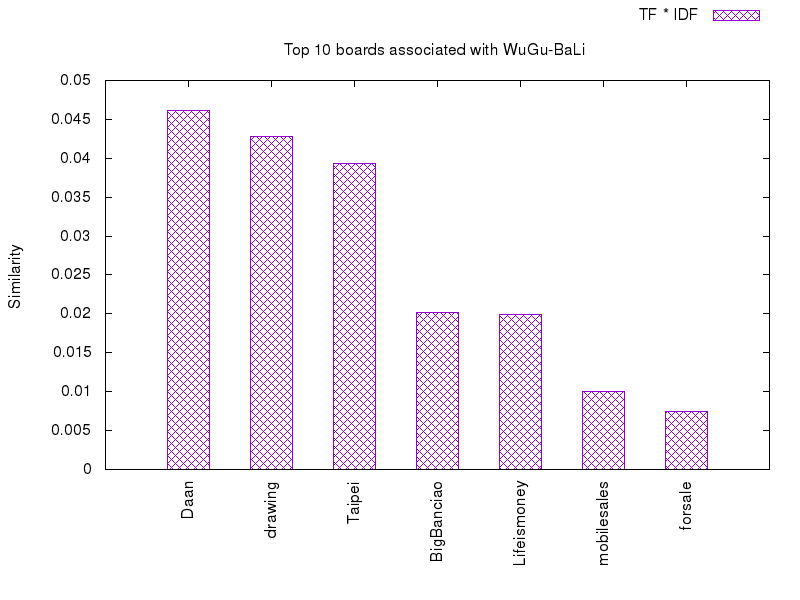 TF * IDF
Top 10 boards associated with WuGu-BaLi
Similarity
0.05
0.045
0.04
0.035
0.03
0.025
0.02
0.015
0.01
0.005
0
Daan
drawing
Taipei
BigBanciao
Lifeismoney
mobilesales
forsale